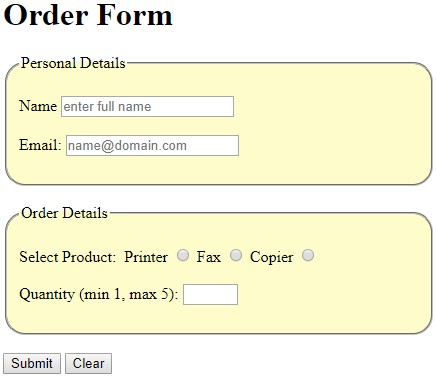 Order Form
Personal Details
Name enter full name
Email: name@domain.com
Order Details
Select Product: Printer Fax Copier
Quantity (min 1, max 5):
Submit Clear